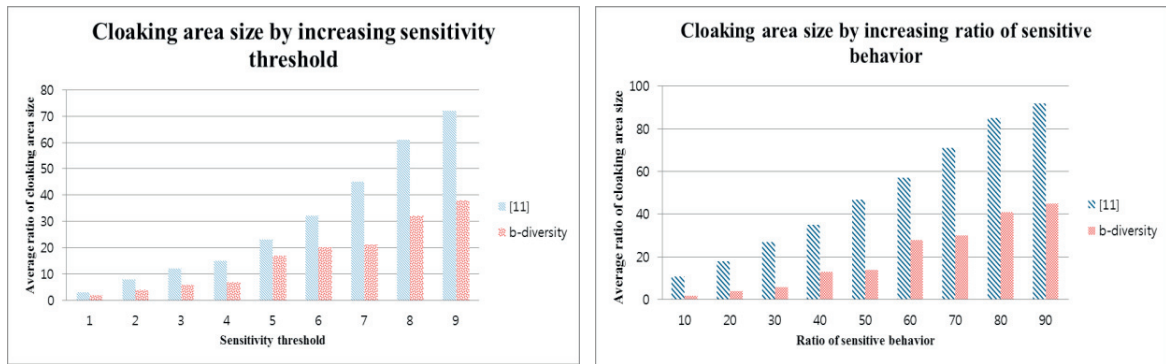 Cloaking area size by increasing sensitivity
threshold
Average ratio of cloaking area size
80
70
60
50
40
30
20
10
0
1 2 3 4 5 6 7 8 9
Sensitivity threshold
[11]
b-diversity
Cloaking area size by increasing ratio of sensitive
behavior
Average ratio of cloaking area size
100
80
60
40
20
0
10 20 30 40 50 60 70 80 90
Ratio of sensitive behavior
[11]
b-diversity